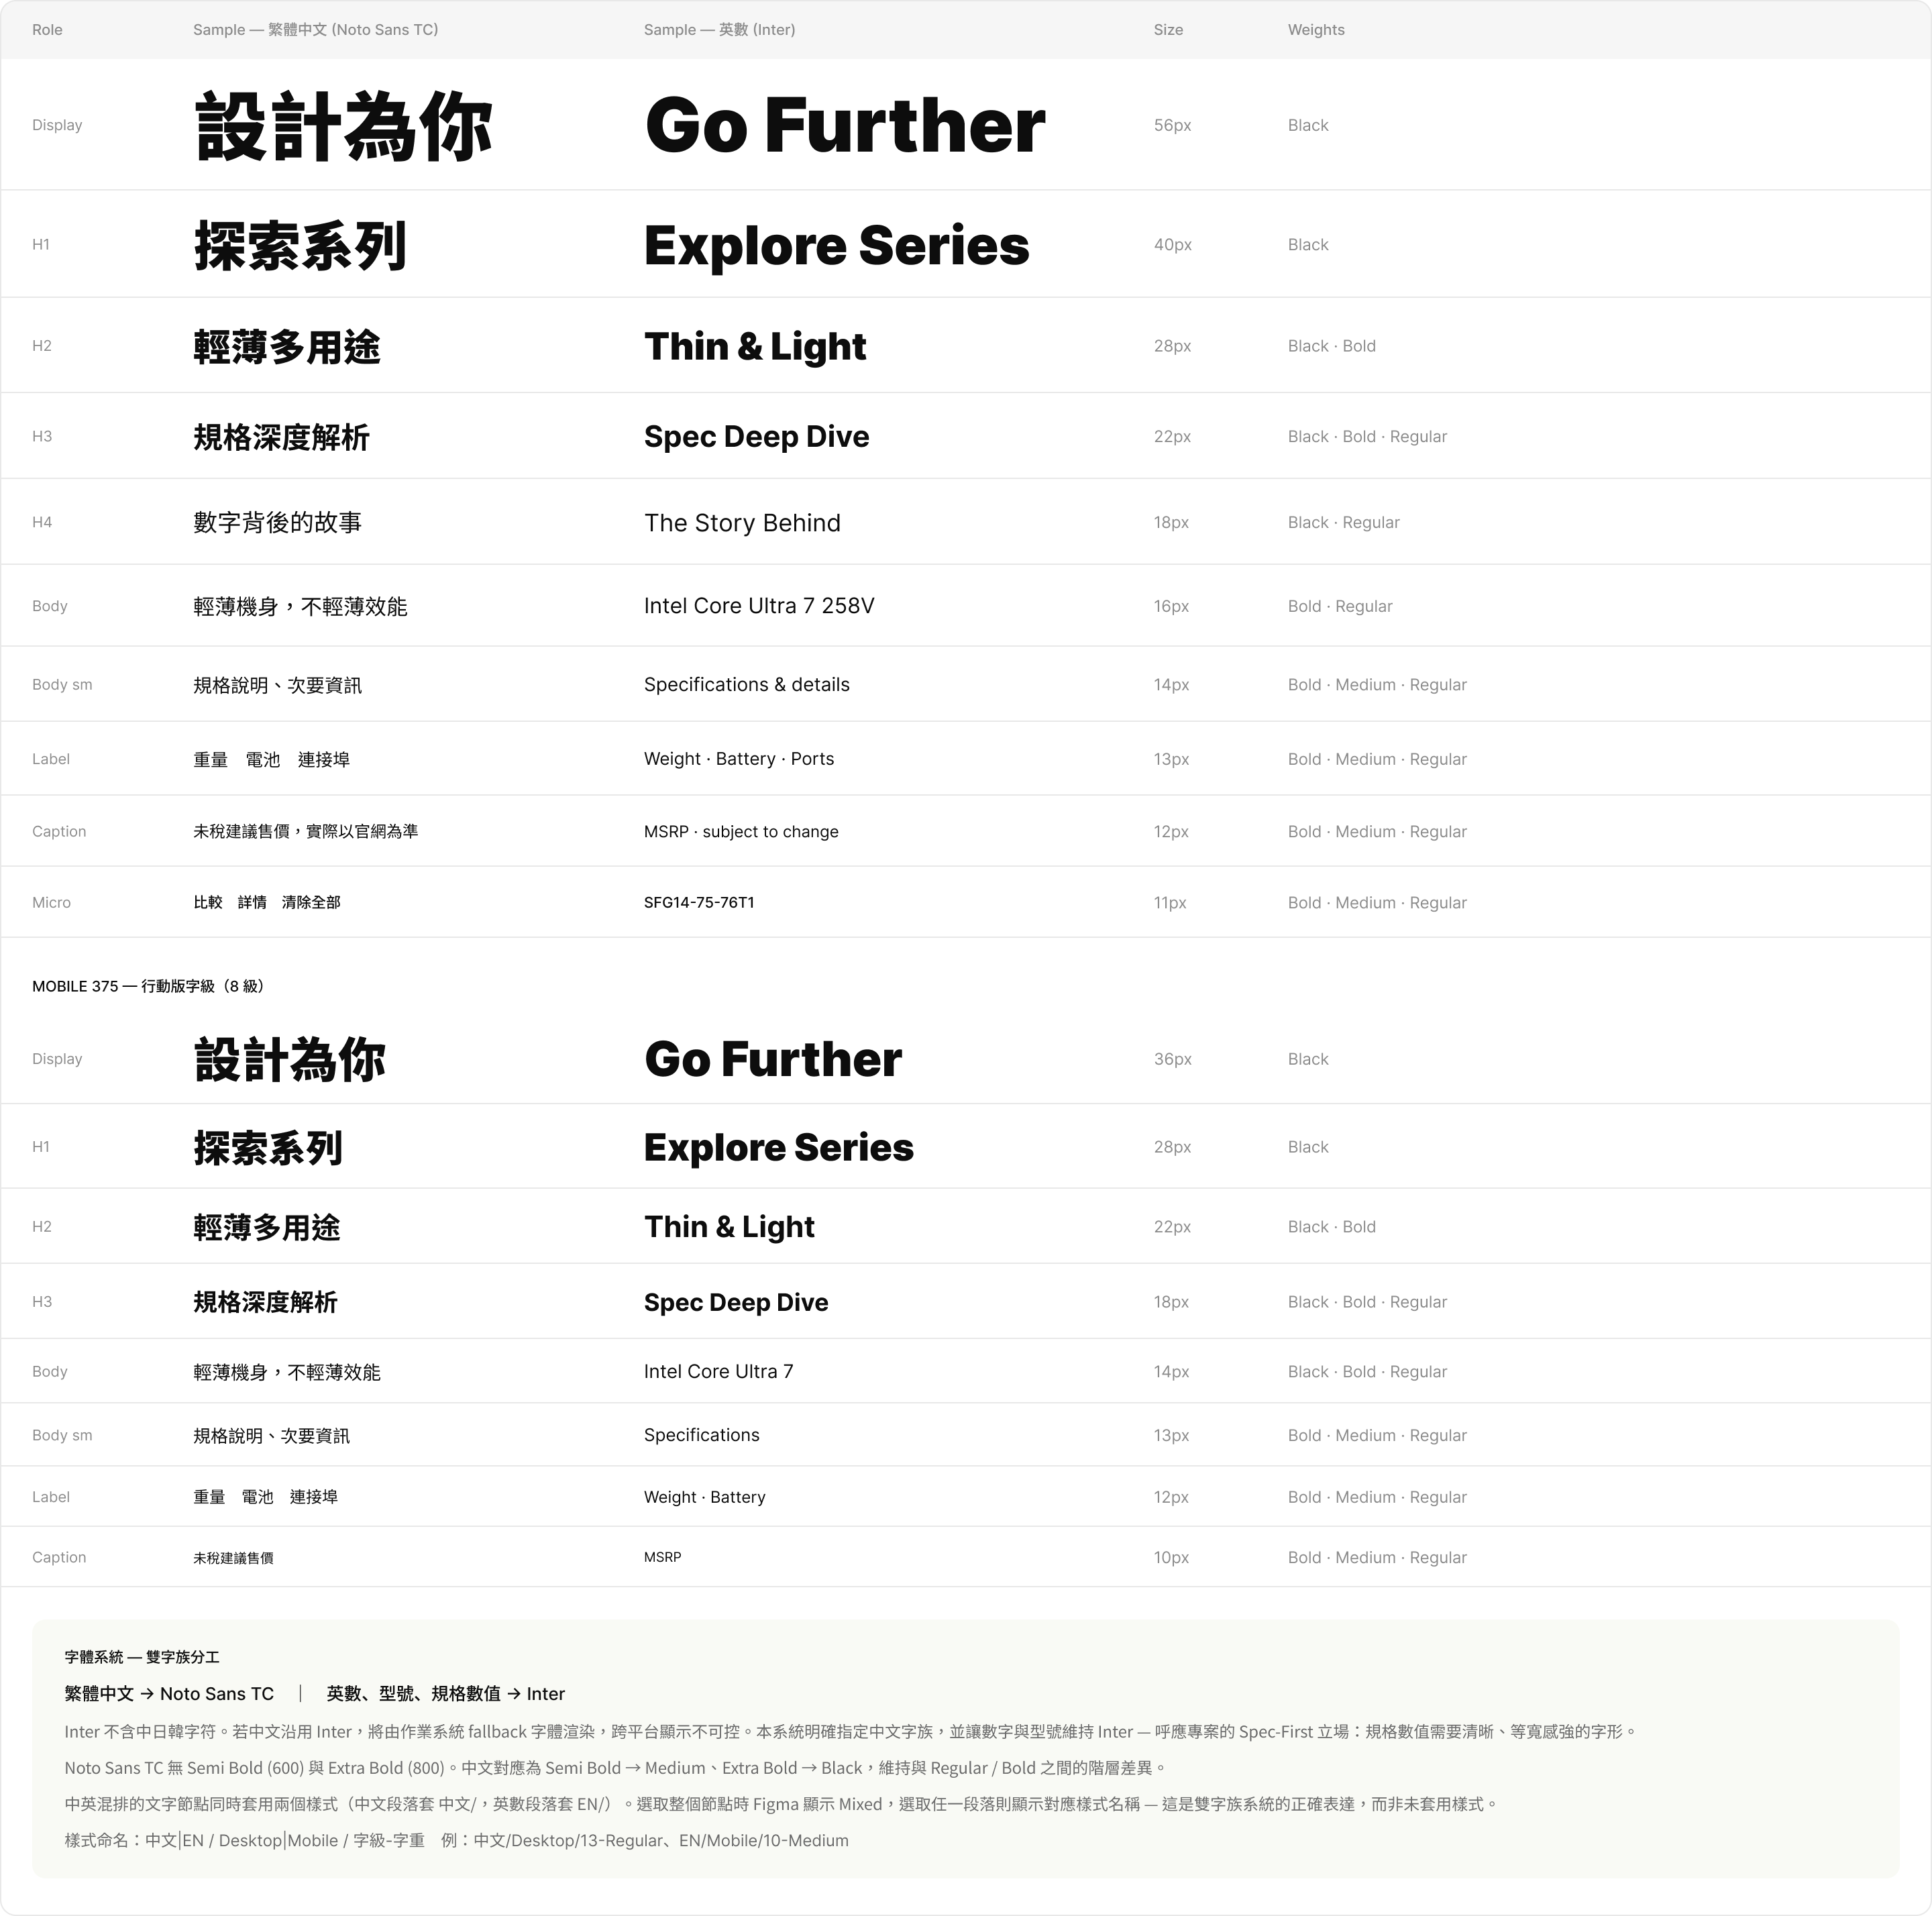 Role Sample — 繁體中文 (Noto Sans TC) Sample — 英數 (Inter) Size Weights
Display 設計為你 Go Further 56px Black
H1 探索系列 Explore Series 40px Black
H2 輕薄多用途 Thin & Light 28px Black · Bold
H3 規格深度解析 Spec Deep Dive 22px Black · Bold · Regular
H4 數字背後的故事 The Story Behind 18px Black · Regular
Body 輕薄機身，不輕薄效能 Intel Core Ultra 7 258V 16px Bold · Regular
Body sm 規格說明、次要資訊 Specifications & details 14px Bold · Medium · Regular
Label 重量　電池　連接埠 Weight · Battery · Ports 13px Bold · Medium · Regular
Caption 未稅建議售價，實際以官網為準 MSRP · subject to change 12px Bold · Medium · Regular
Micro 比較　詳情　清除全部 SFG14-75-76T1 11px Bold · Medium · Regular
MOBILE 375 — 行動版字級（8 級）
Display 設計為你 Go Further 36px Black
H1 探索系列 Explore Series 28px Black
H2 輕薄多用途 Thin & Light 22px Black · Bold
H3 規格深度解析 Spec Deep Dive 18px Black · Bold · Regular
Body 輕薄機身，不輕薄效能 Intel Core Ultra 7 14px Black · Bold · Regular
Body sm 規格說明、次要資訊 Specifications 13px Bold · Medium · Regular
Label 重量　電池　連接埠 Weight · Battery 12px Bold · Medium · Regular
Caption 未稅建議售價 MSRP 10px Bold · Medium · Regular
字體系統 — 雙字族分工
繁體中文 → Noto Sans TC ｜ 英數、型號、規格數值 → Inter
Inter 不含中日韓字符。若中文沿用 Inter，將由作業系統 fallback 字體渲染，跨平台顯示不可控。本系統明確指定中文字族，並讓數字與型號維持 Inter — 呼應專案的 Spec-First 立場：規格數值需要清晰、等寬感強的字形。
Noto Sans TC 無 Semi Bold (600) 與 Extra Bold (800)。中文對應為 Semi Bold → Medium、Extra Bold → Black，維持與 Regular / Bold 之間的階層差異。
中英混排的文字節點同時套用兩個樣式（中文段落套 中文/，英數段落套 EN/）。選取整個節點時 Figma 顯示 Mixed，選取任一段落則顯示對應樣式名稱 — 這是雙字族系統的正確表達，而非未套用樣式。
樣式命名：中文|EN / Desktop|Mobile / 字級-字重　例：中文/Desktop/13-Regular、EN/Mobile/10-Medium